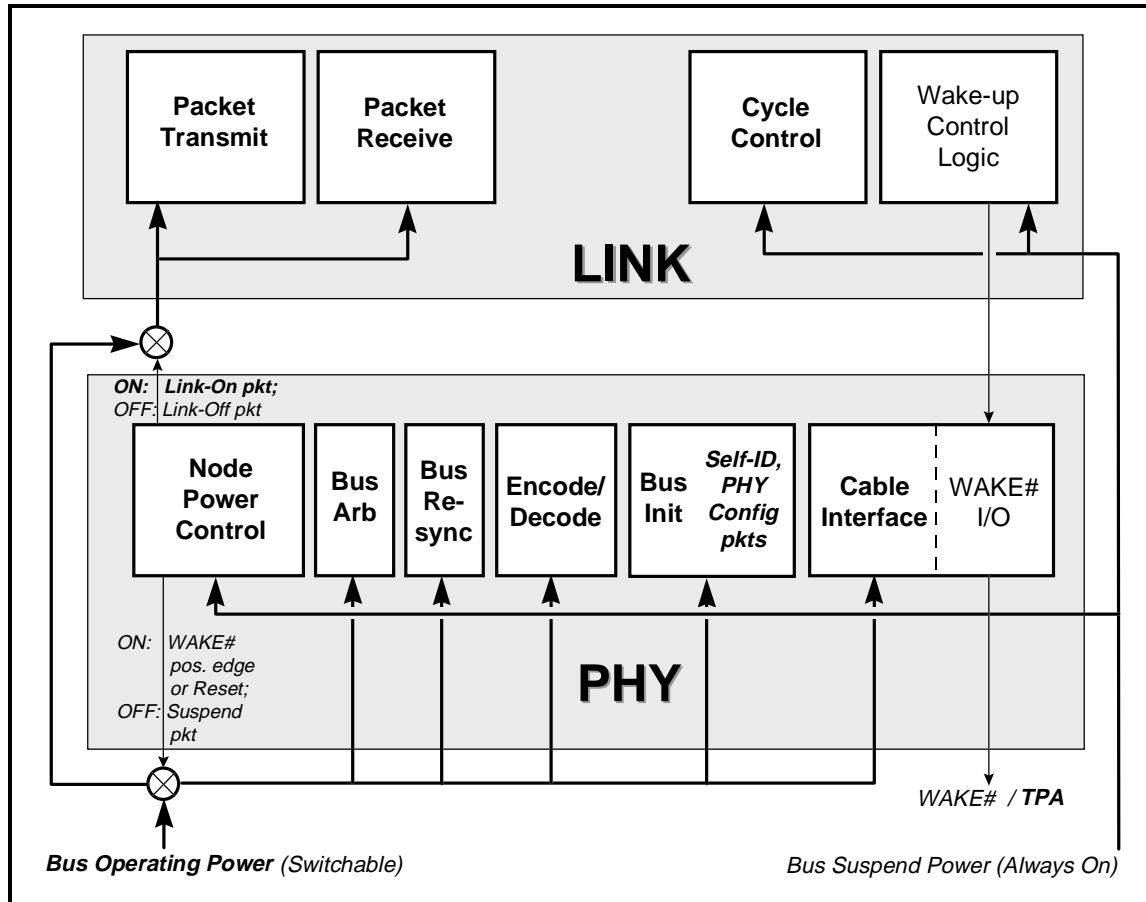 Packet
Transmit
Packet
Receive
Cycle
Control
Wake-up
Control
Logic
LINK
ON: Link-On pkt;
OFF: Link-Off pkt
Node
Power
Control
Bus
Arb
Bus
Re-
sync
Encode/
Decode
Bus
Init
Self-ID,
PHY
Config
pkts
Cable
Interface
WAKE#
I/O
ON: WAKE#
pos. edge
or Reset;
OFF: Suspend
pkt
PHY
WAKE# / TPA
Bus Operating Power (Switchable)
Bus Suspend Power (Always On)